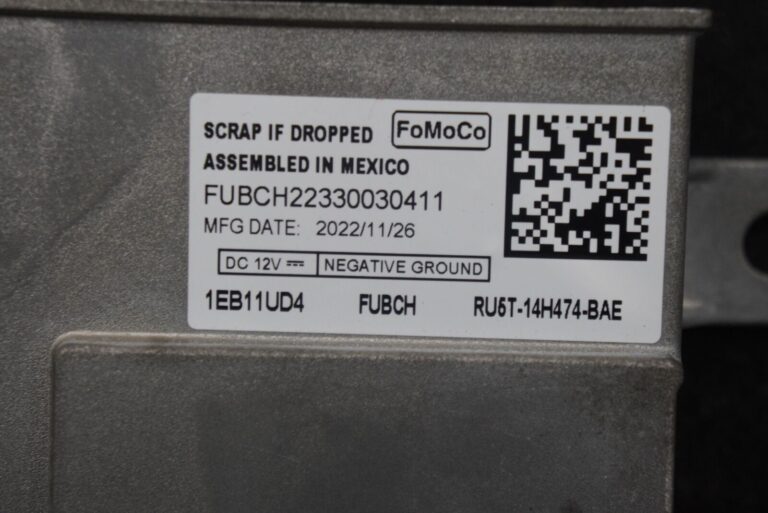 SCRAP IF DROPPED FoMoCo
ASSEMBLED IN MEXICO
FUBCH22330030411
MFG DATE: 2022/11/26
DC 12V ⎓ NEGATIVE GROUND
1EB11UD4 FUBCH RU5T-14H474-BAE